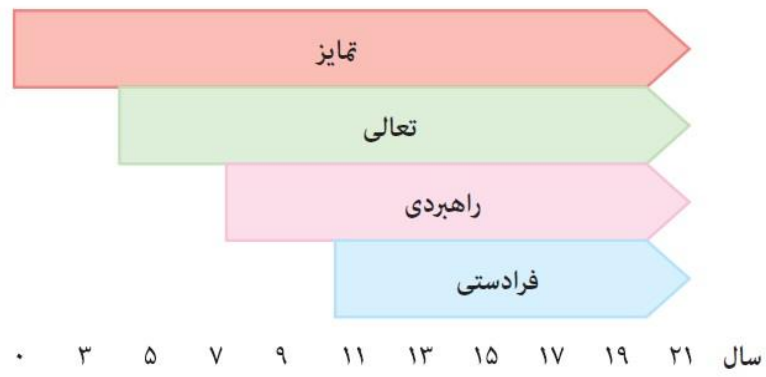 تمایز
تعالی
راهبردی
فرادستی
۰ ۳ ۵ ۷ ۹ ۱۱ ۱۳ ۱۵ ۱۷ ۱۹ ۲۱ سال